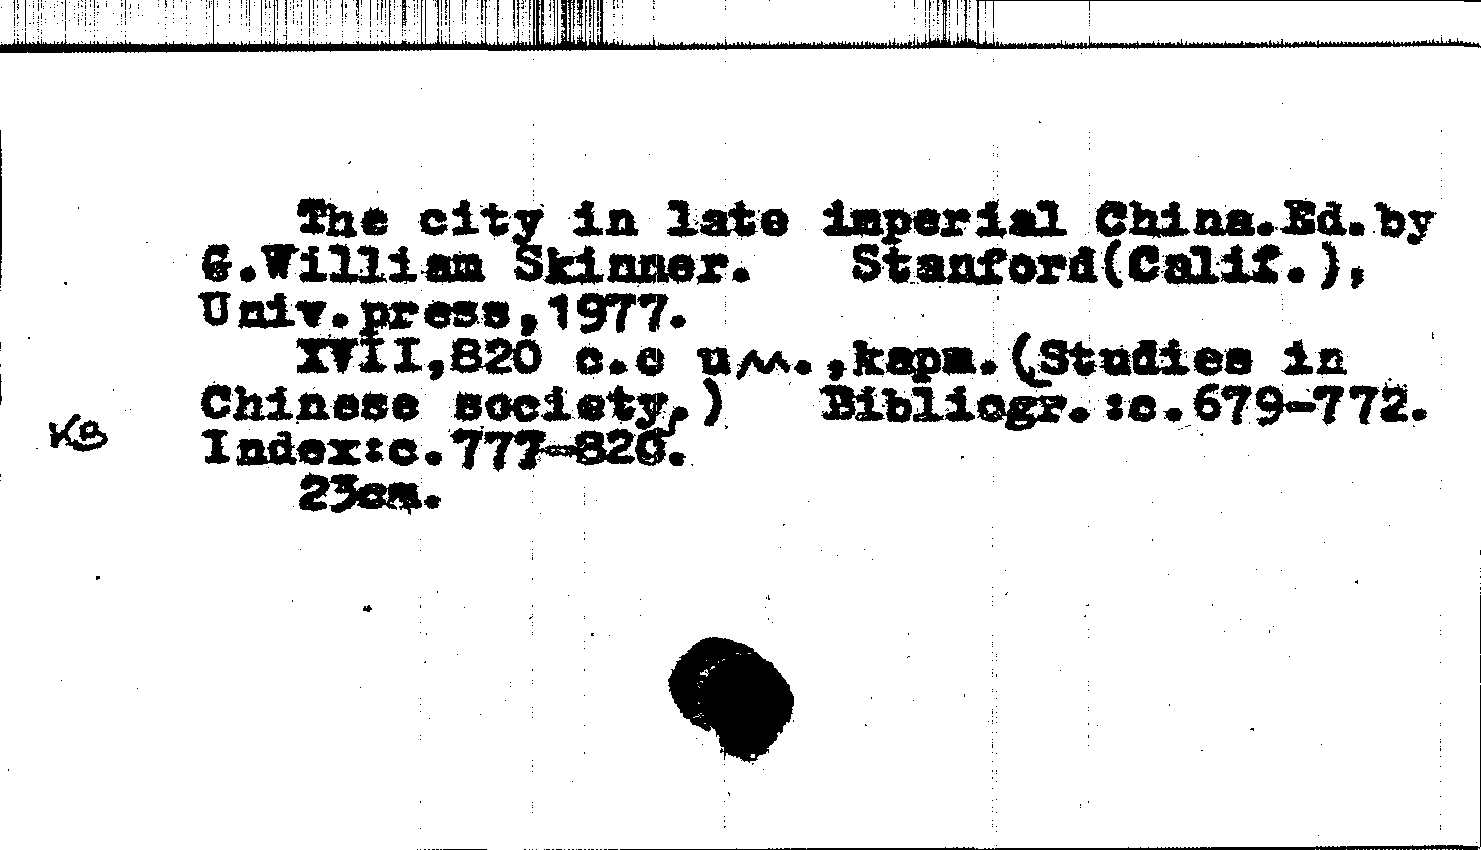 The city in late imperial China.Ed.by
G.William Skinner. Stanford(Calif.),
Univ.press,1977.
XVII,820 c.c ил.,карт.(Studies in
Chinese society.) Bibliogr.:c.679-772.
KB
Index:c.777-820.
23cm.